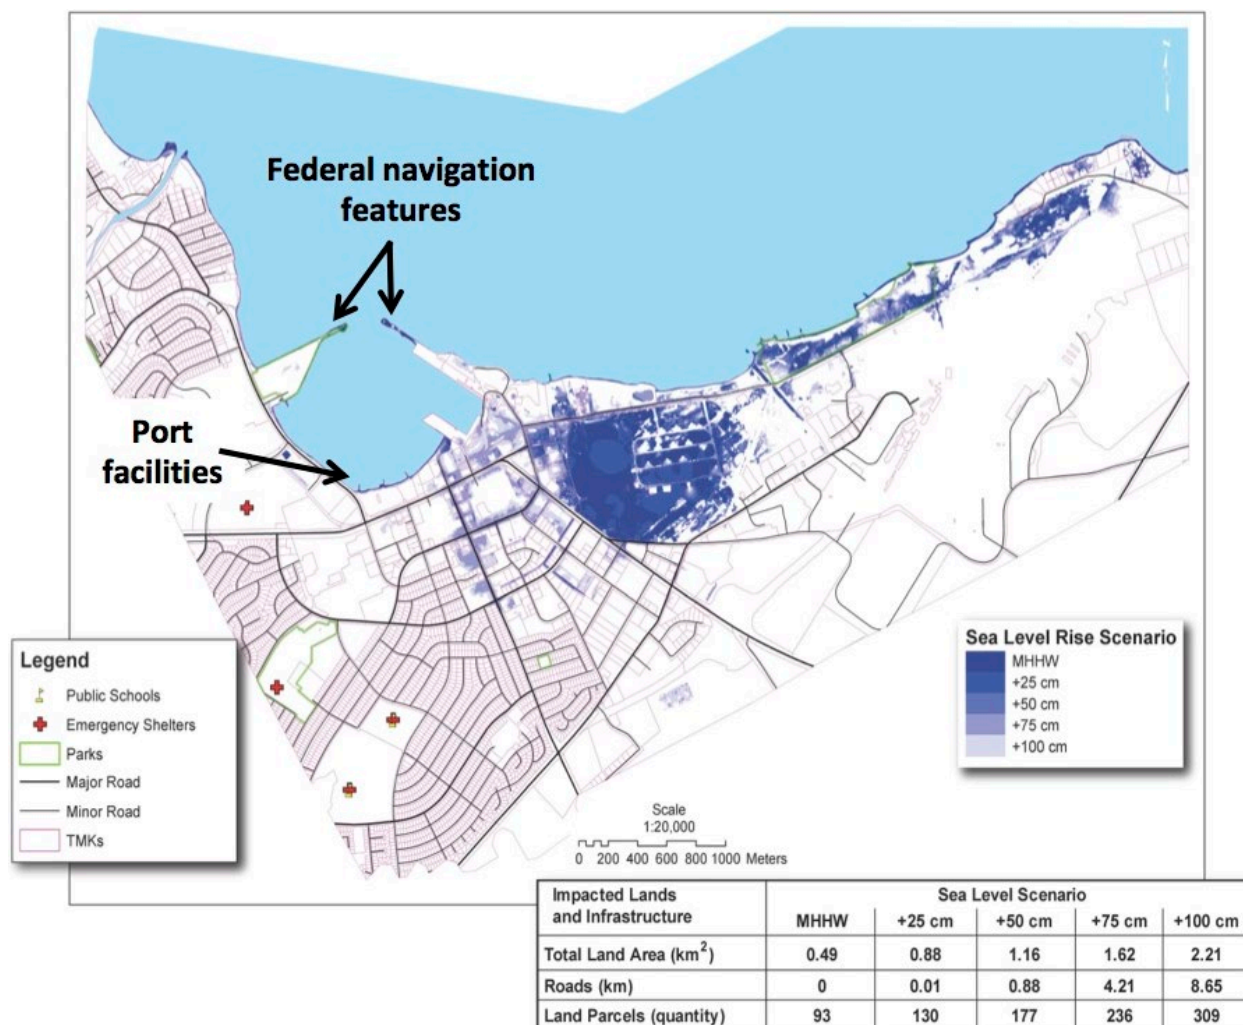 Federal navigation
features
Port
facilities
Legend
Public Schools
Emergency Shelters
Parks
Major Road
Minor Road
TMKs
Sea Level Rise Scenario
MHHW
+25 cm
+50 cm
+75 cm
+100 cm
Scale
1:20,000
0 200 400 600 800 1000 Meters
Impacted Lands
and Infrastructure
Sea Level Scenario
MHHW +25 cm +50 cm +75 cm +100 cm
Total Land Area (km²) 0.49 0.88 1.16 1.62 2.21
Roads (km) 0 0.01 0.88 4.21 8.65
Land Parcels (quantity) 93 130 177 236 309